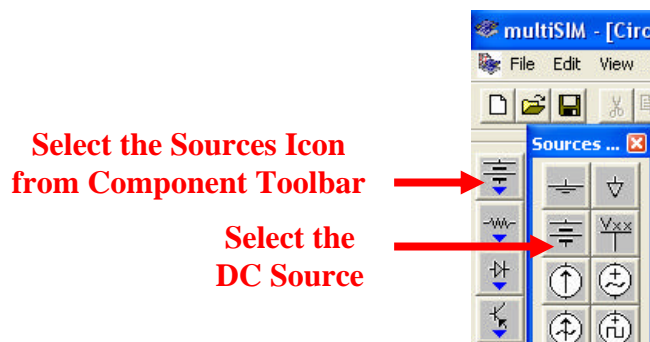 multiSIM - [Circ
File Edit View
Sources ...
Select the Sources Icon
from Component Toolbar
Vxx
Select the
DC Source